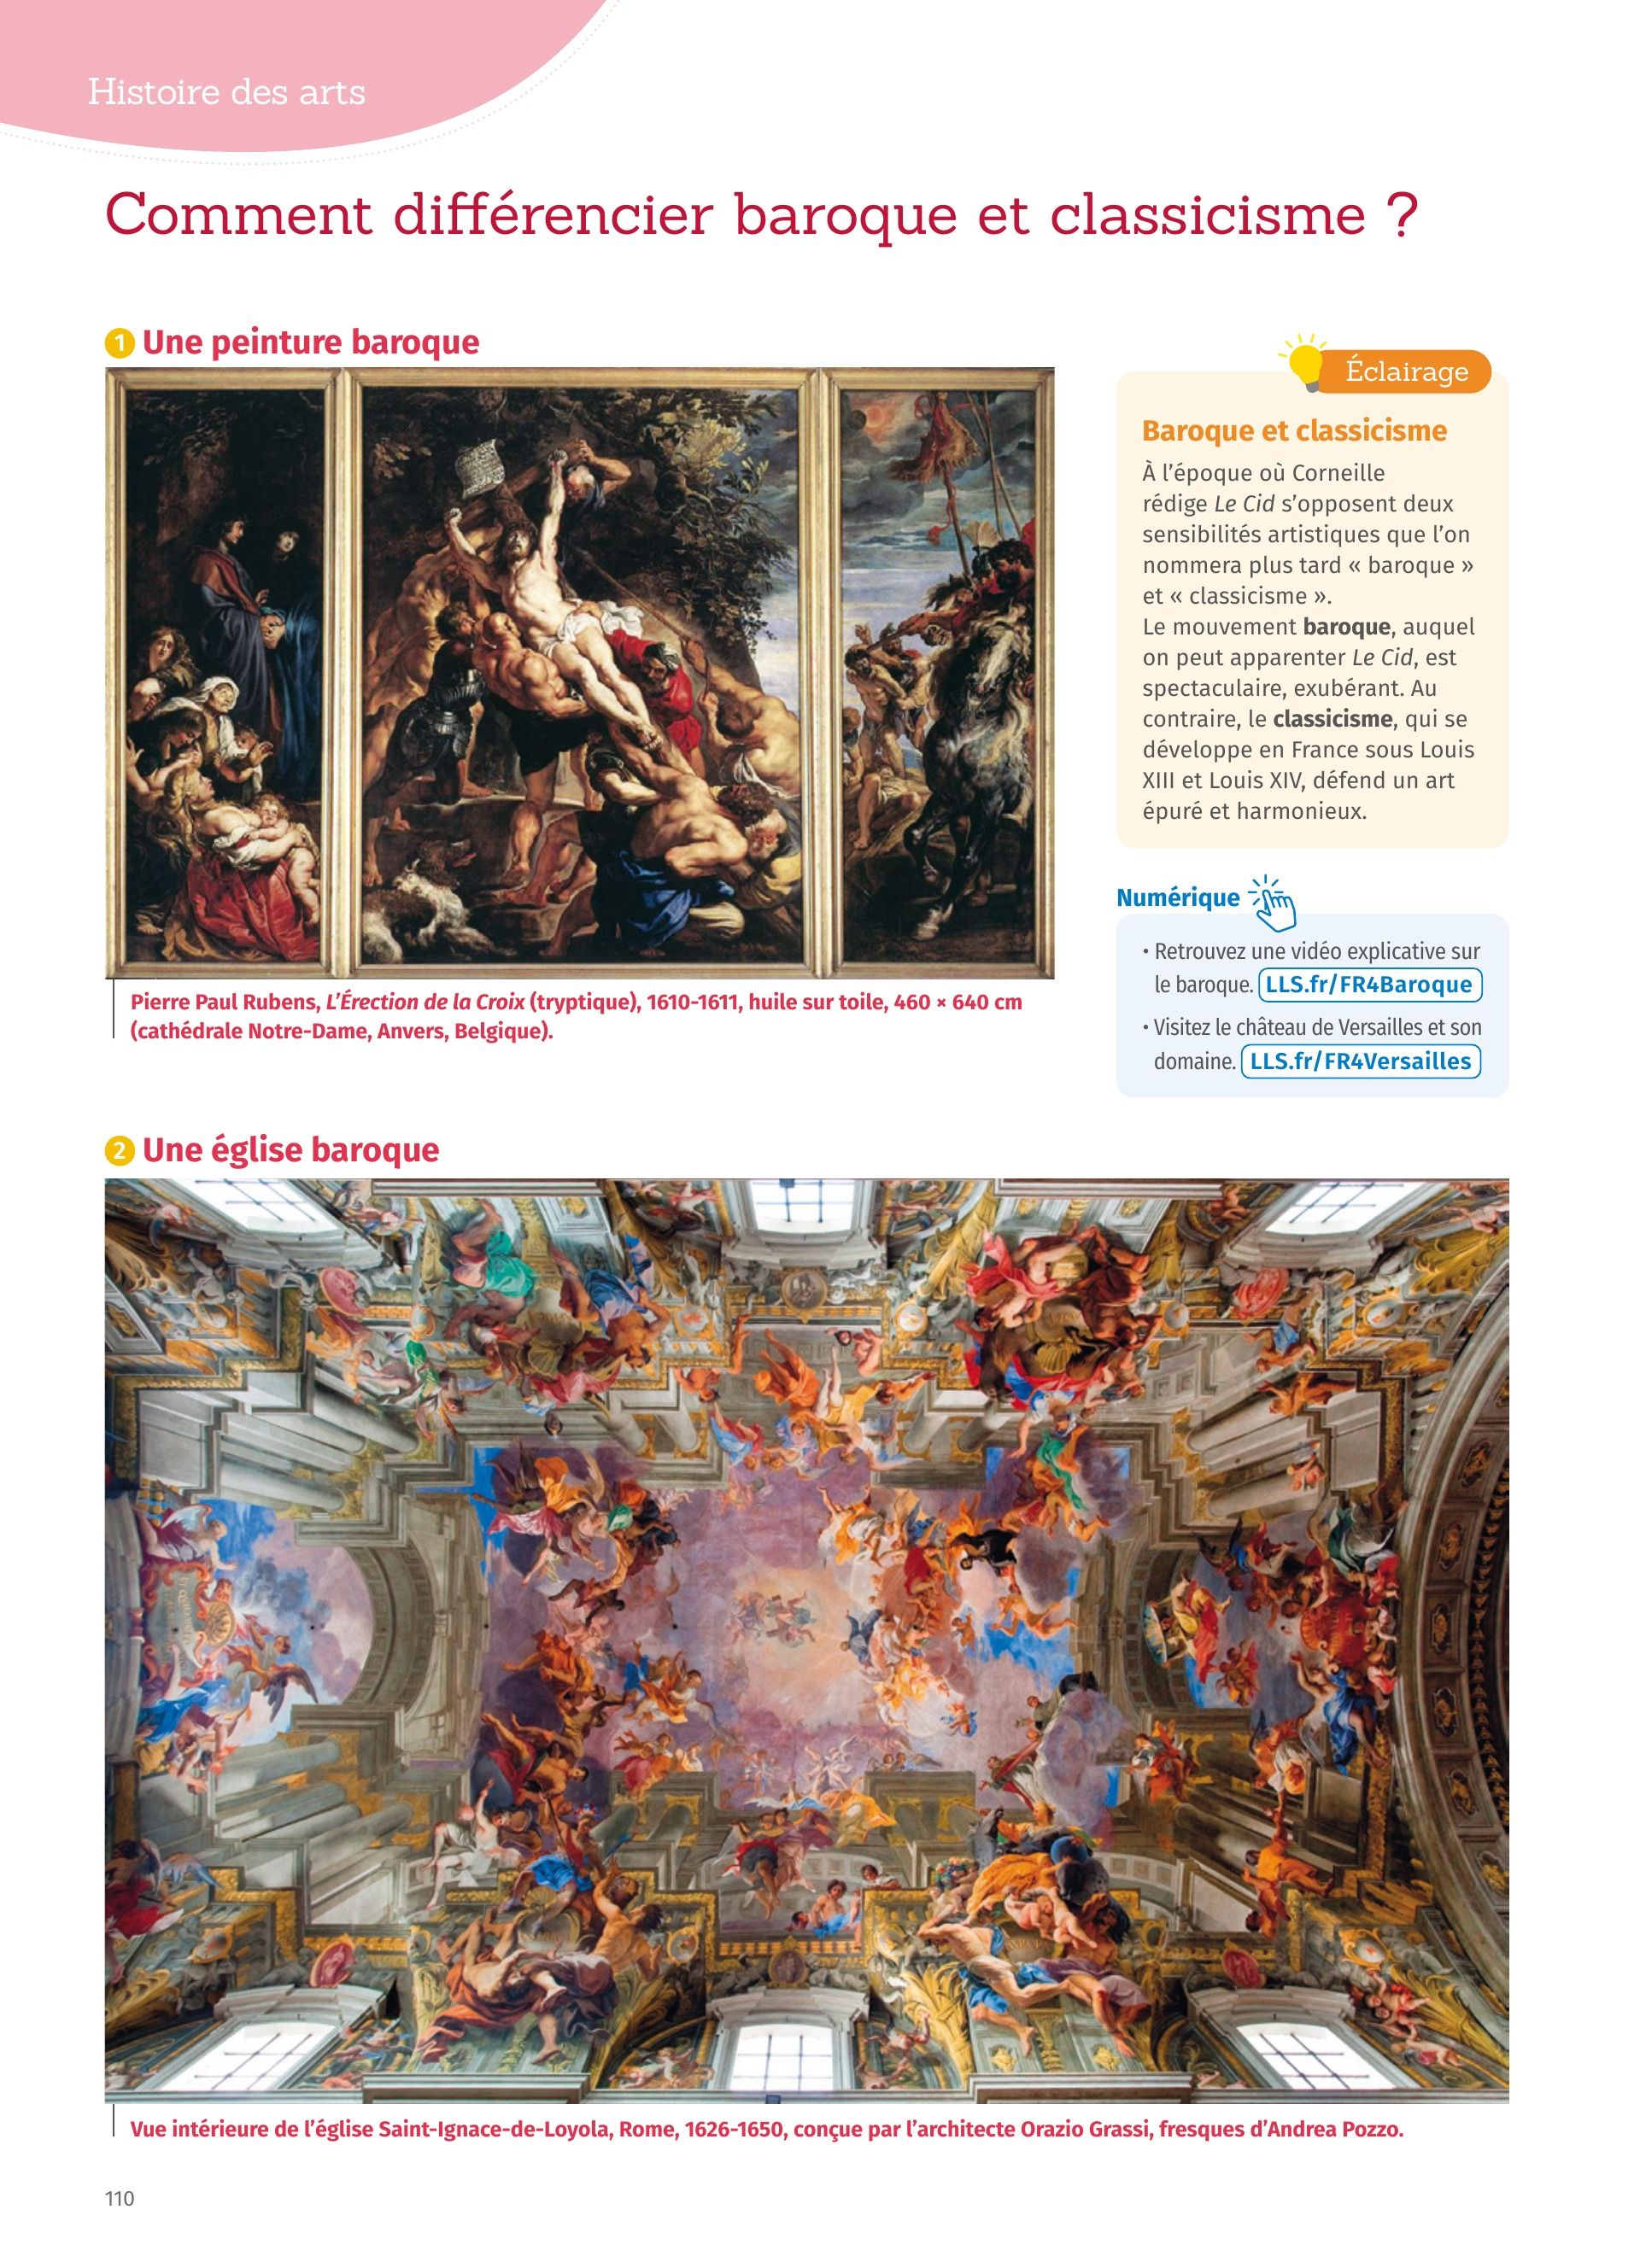 Histoire des arts
Comment différencier baroque et classicisme ?
1 Une peinture baroque
Pierre Paul Rubens, L’Érection de la Croix (tryptique), 1610-1611, huile sur toile, 460 × 640 cm
(cathédrale Notre-Dame, Anvers, Belgique).
Éclairage
Baroque et classicisme
À l’époque où Corneille
rédige Le Cid s’opposent deux
sensibilités artistiques que l’on
nommera plus tard « baroque »
et « classicisme ».
Le mouvement baroque, auquel
on peut apparenter Le Cid, est
spectaculaire, exubérant. Au
contraire, le classicisme, qui se
développe en France sous Louis
XIII et Louis XIV, défend un art
épuré et harmonieux.
Numérique
• Retrouvez une vidéo explicative sur
le baroque. LLS.fr/FR4Baroque
• Visitez le château de Versailles et son
domaine. LLS.fr/FR4Versailles
2 Une église baroque
Vue intérieure de l’église Saint-Ignace-de-Loyola, Rome, 1626-1650, conçue par l’architecte Orazio Grassi, fresques d’Andrea Pozzo.
110